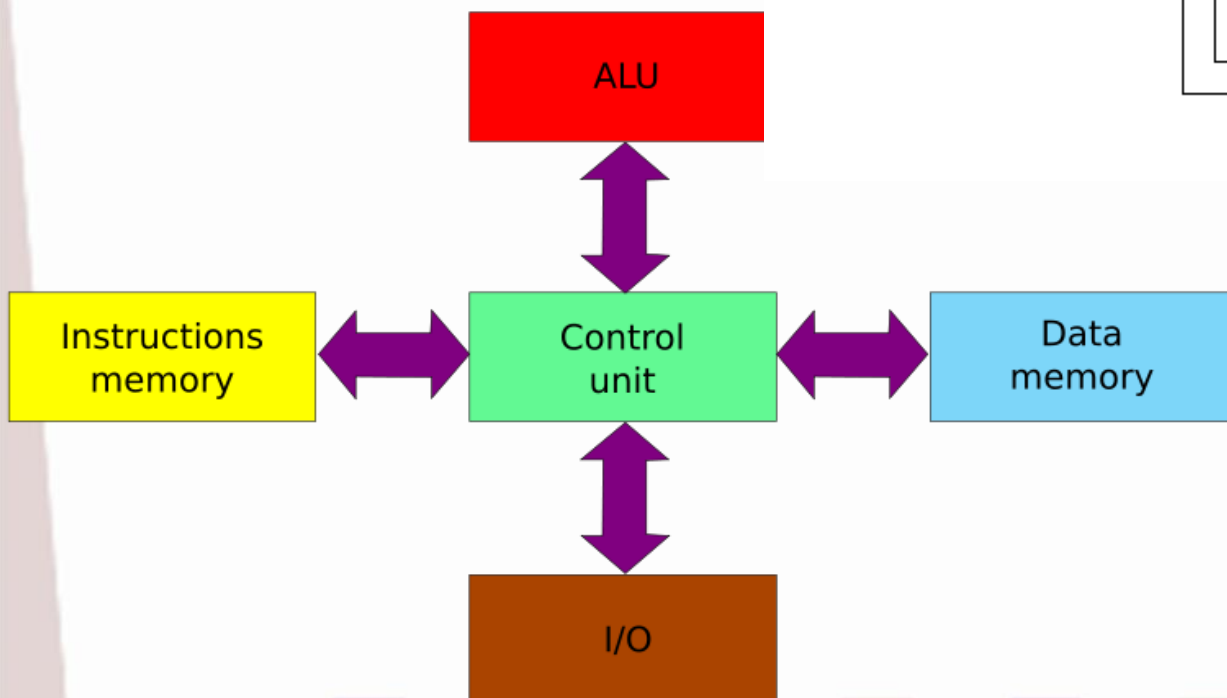 ALU
Instructions
memory
Control
unit
Data
memory
I/O